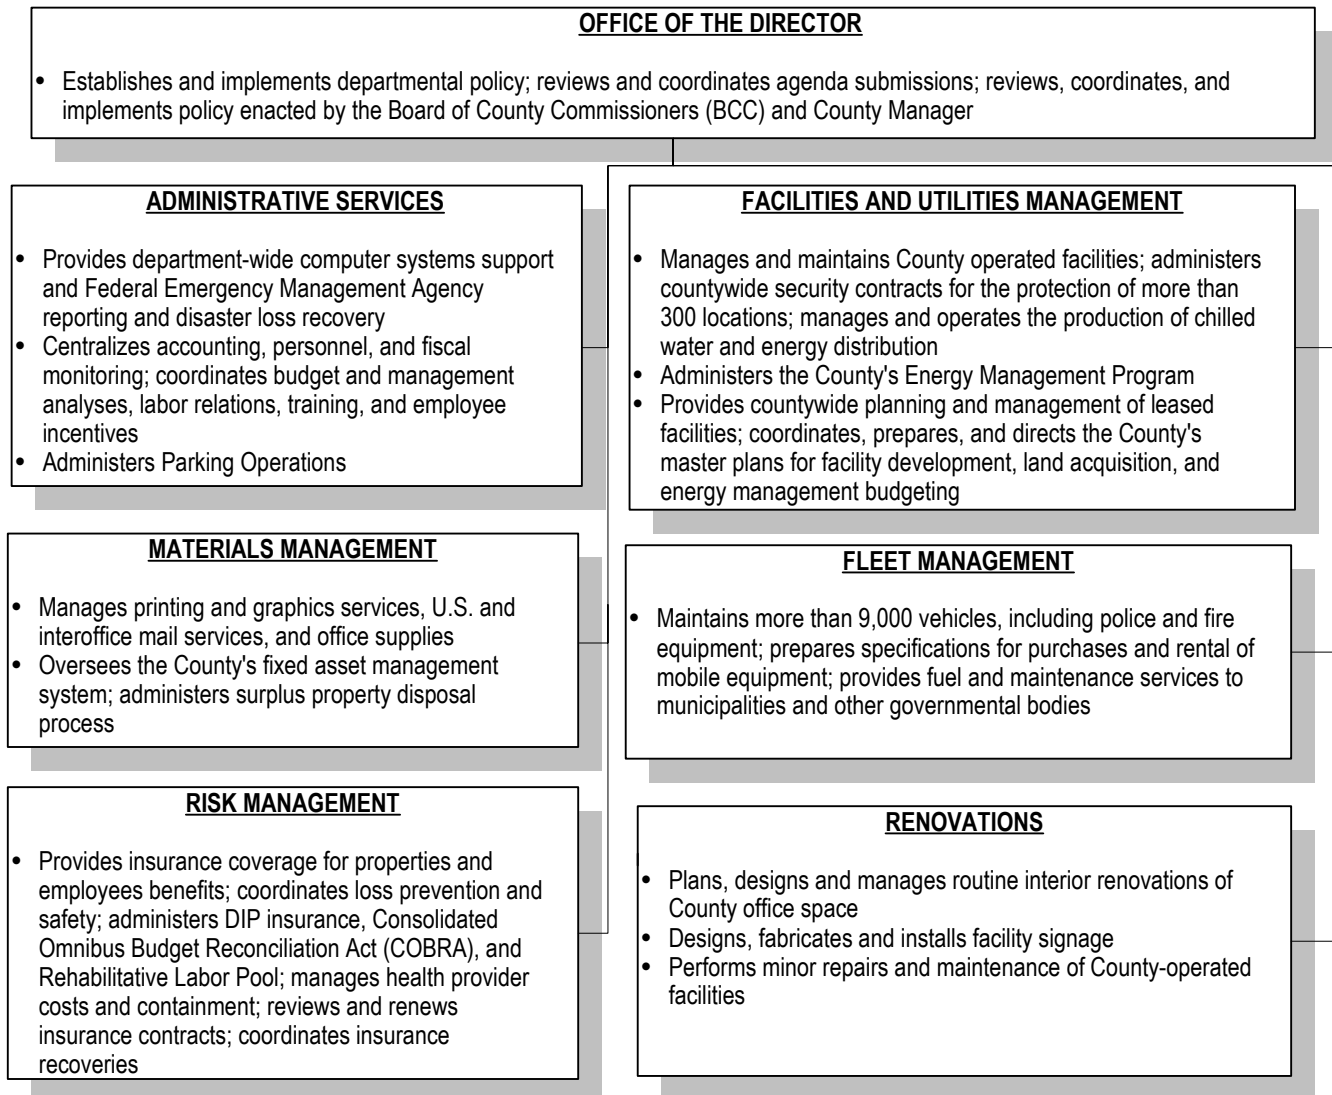 OFFICE OF THE DIRECTOR
• Establishes and implements departmental policy; reviews and coordinates agenda submissions; reviews, coordinates, and
implements policy enacted by the Board of County Commissioners (BCC) and County Manager
ADMINISTRATIVE SERVICES
• Provides department-wide computer systems support
and Federal Emergency Management Agency
reporting and disaster loss recovery
• Centralizes accounting, personnel, and fiscal
monitoring; coordinates budget and management
analyses, labor relations, training, and employee
incentives
• Administers Parking Operations
FACILITIES AND UTILITIES MANAGEMENT
• Manages and maintains County operated facilities; administers
countywide security contracts for the protection of more than
300 locations; manages and operates the production of chilled
water and energy distribution
• Administers the County's Energy Management Program
• Provides countywide planning and management of leased
facilities; coordinates, prepares, and directs the County's
master plans for facility development, land acquisition, and
energy management budgeting
MATERIALS MANAGEMENT
• Manages printing and graphics services, U.S. and
interoffice mail services, and office supplies
• Oversees the County's fixed asset management
system; administers surplus property disposal
process
FLEET MANAGEMENT
• Maintains more than 9,000 vehicles, including police and fire
equipment; prepares specifications for purchases and rental of
mobile equipment; provides fuel and maintenance services to
municipalities and other governmental bodies
RISK MANAGEMENT
• Provides insurance coverage for properties and
employees benefits; coordinates loss prevention and
safety; administers DIP insurance, Consolidated
Omnibus Budget Reconciliation Act (COBRA), and
Rehabilitative Labor Pool; manages health provider
costs and containment; reviews and renews
insurance contracts; coordinates insurance
recoveries
RENOVATIONS
• Plans, designs and manages routine interior renovations of
County office space
• Designs, fabricates and installs facility signage
• Performs minor repairs and maintenance of County-operated
facilities